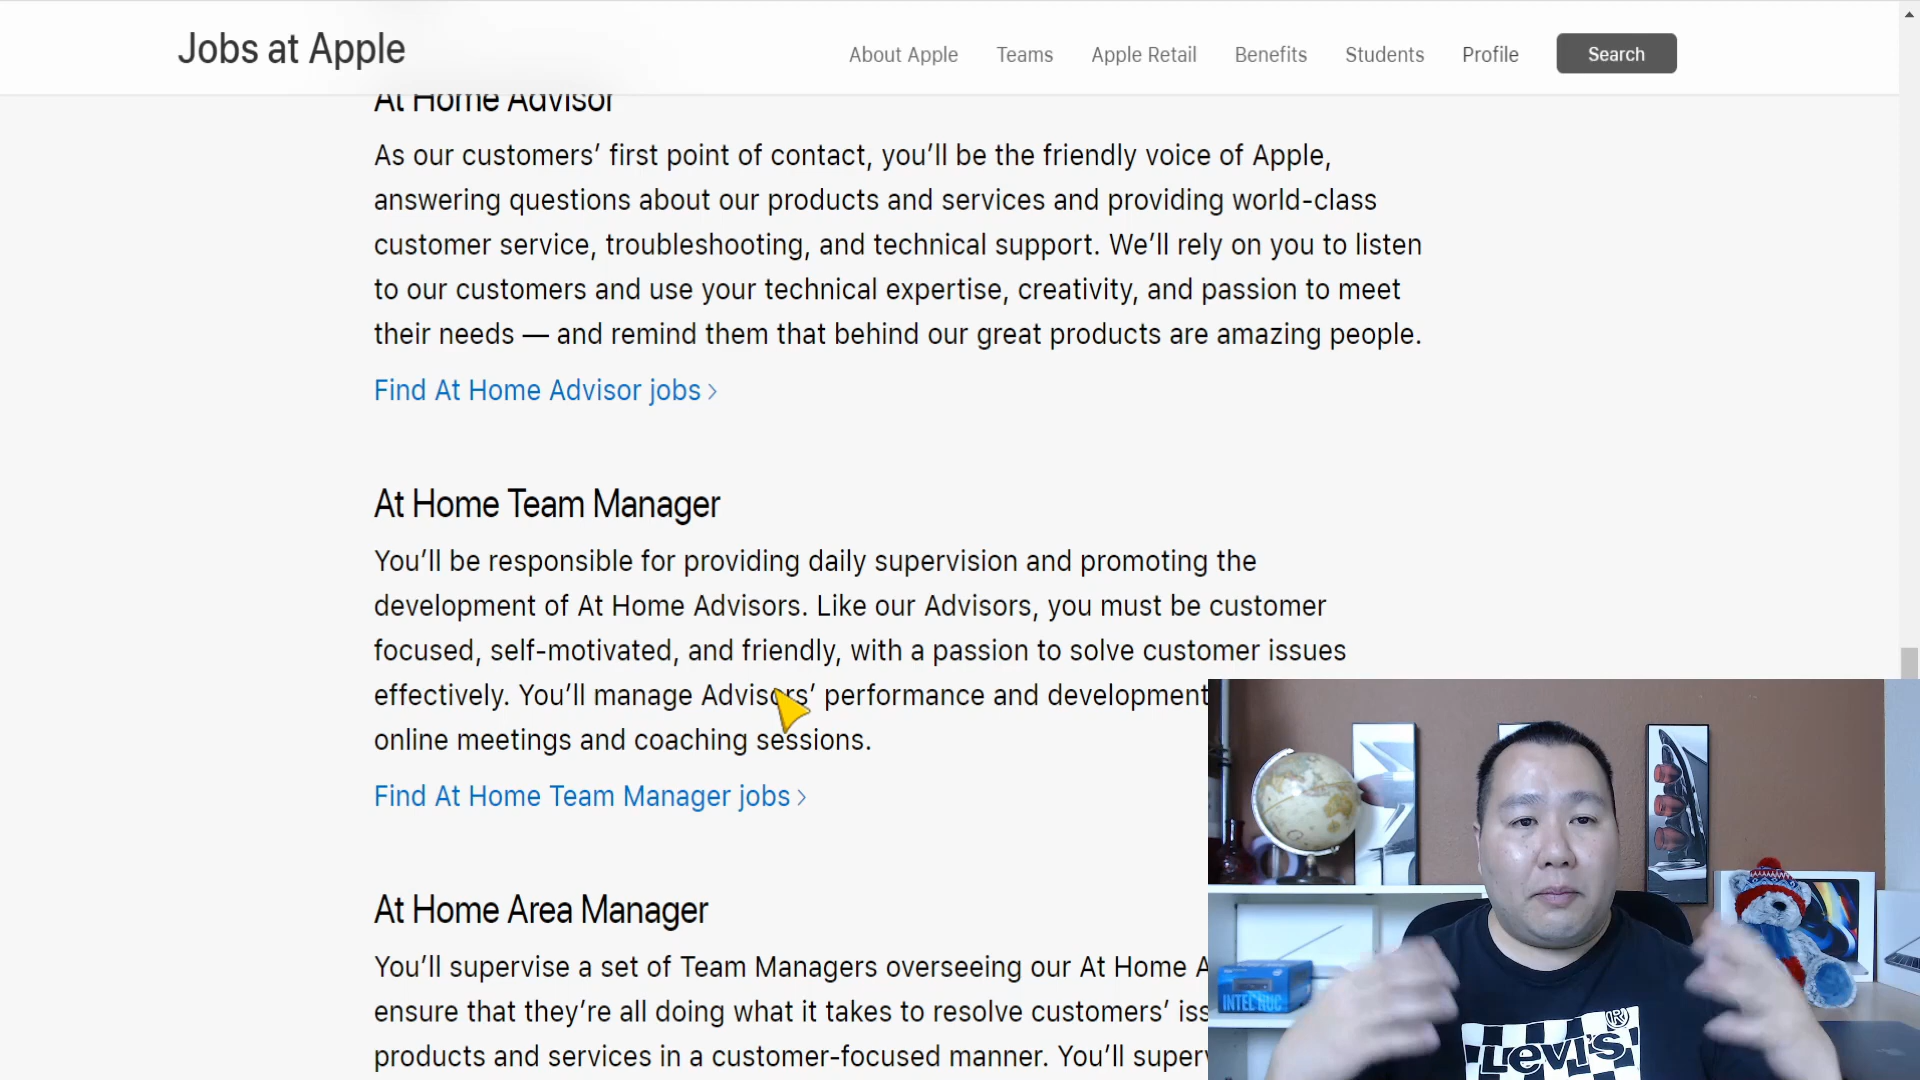 Jobs at Apple
About Apple
Teams
Apple Retail
Benefits
Students
Profile
Search
At Home Advisor
As our customers’ first point of contact, you’ll be the friendly voice of Apple,
answering questions about our products and services and providing world-class
customer service, troubleshooting, and technical support. We’ll rely on you to listen
to our customers and use your technical expertise, creativity, and passion to meet
their needs — and remind them that behind our great products are amazing people.
Find At Home Advisor jobs >
At Home Team Manager
You’ll be responsible for providing daily supervision and promoting the
development of At Home Advisors. Like our Advisors, you must be customer
focused, self-motivated, and friendly, with a passion to solve customer issues
effectively. You’ll manage Advisors’ performance and development
online meetings and coaching sessions.
Find At Home Team Manager jobs >
At Home Area Manager
You’ll supervise a set of Team Managers overseeing our At Home A
ensure that they’re all doing what it takes to resolve customers’ iss
products and services in a customer-focused manner. You’ll superv
INTEL NUC
Levi's
®